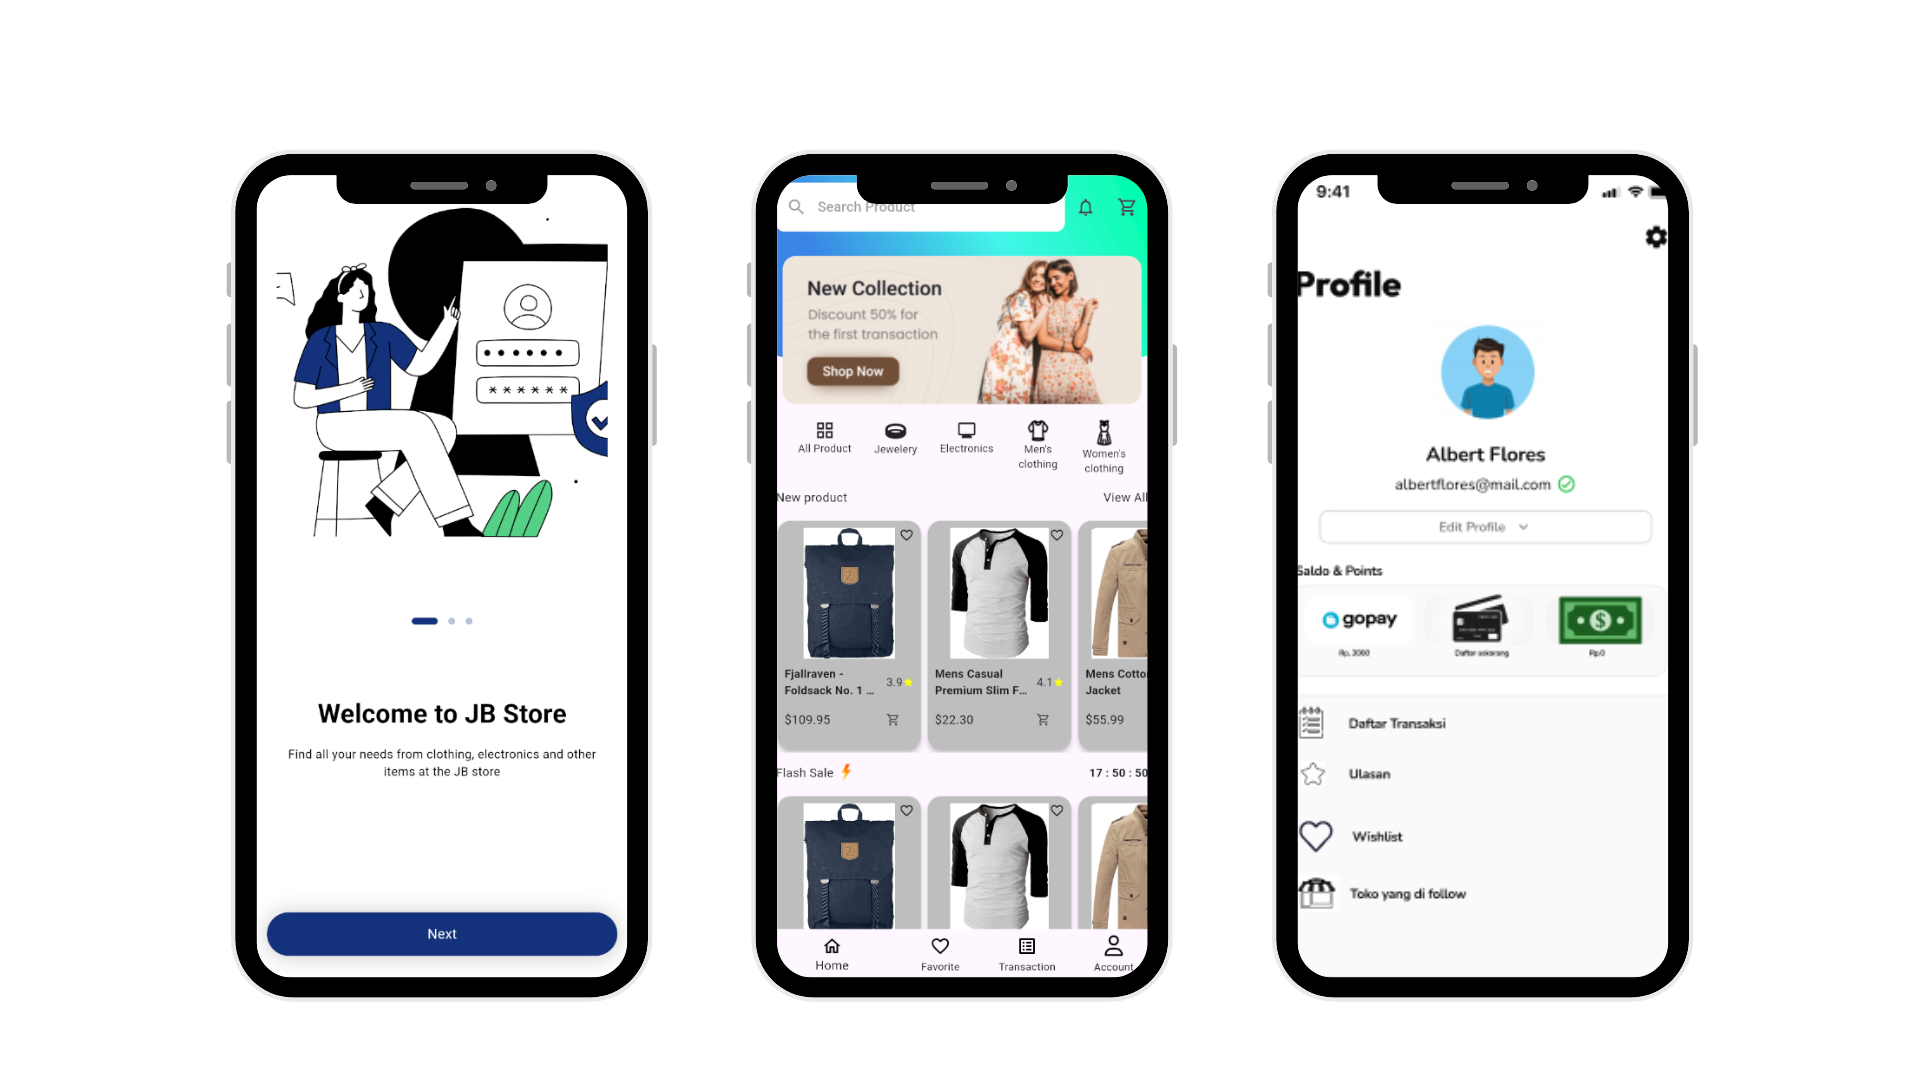 Welcome to JB Store
Find all your needs from clothing, electronics and other
items at the JB store
Next
Search Product
New Collection
Discount 50% for
the first transaction
Shop Now
All Product
Jewelery
Electronics
Men's
clothing
Women's
clothing
New product
View All
Fjallraven -
Foldsack No. 1 ...
3.9
$109.95
Mens Casual
Premium Slim F...
4.1
$22.30
Mens Cotto
Jacket
$55.99
Flash Sale
17 : 50 : 50
Home
Favorite
Transaction
Account
9:41
Profile
Albert Flores
albertflores@mail.com
Edit Profile
Saldo & Points
gopay
Rp. 3000
Daftar sekarang
Rp.0
Daftar Transaksi
Ulasan
Wishlist
Toko yang di follow